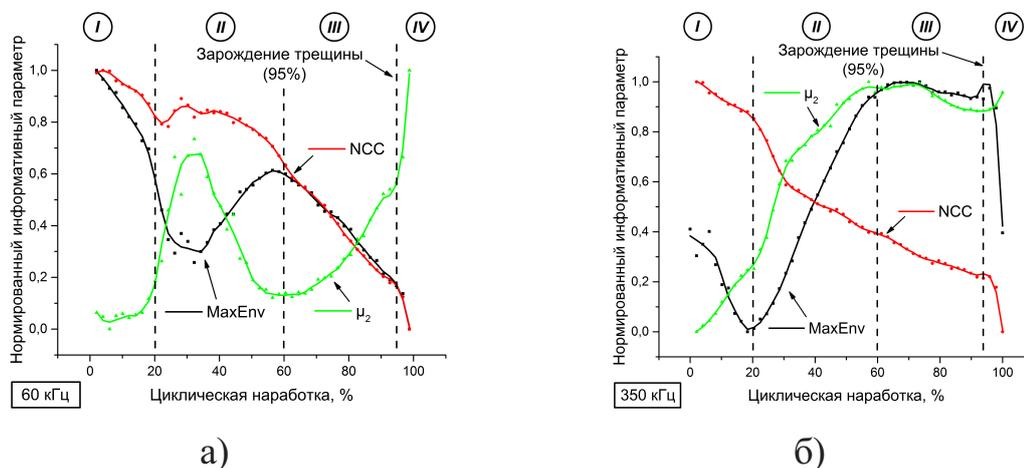 I II III IV
Зарождение трещины
(95%)
Нормированный информативный параметр
1,0
0,8
0,6
0,4
0,2
0,0
NCC
MaxEnv
μ2
0 20 40 60 80 100
60 кГц
Циклическая наработка, %
а)
I II III IV
Зарождение трещины
(95%)
Нормированный информативный параметр
1,0
0,8
0,6
0,4
0,2
0,0
μ2
NCC
MaxEnv
0 20 40 60 80 100
350 кГц
Циклическая наработка, %
б)